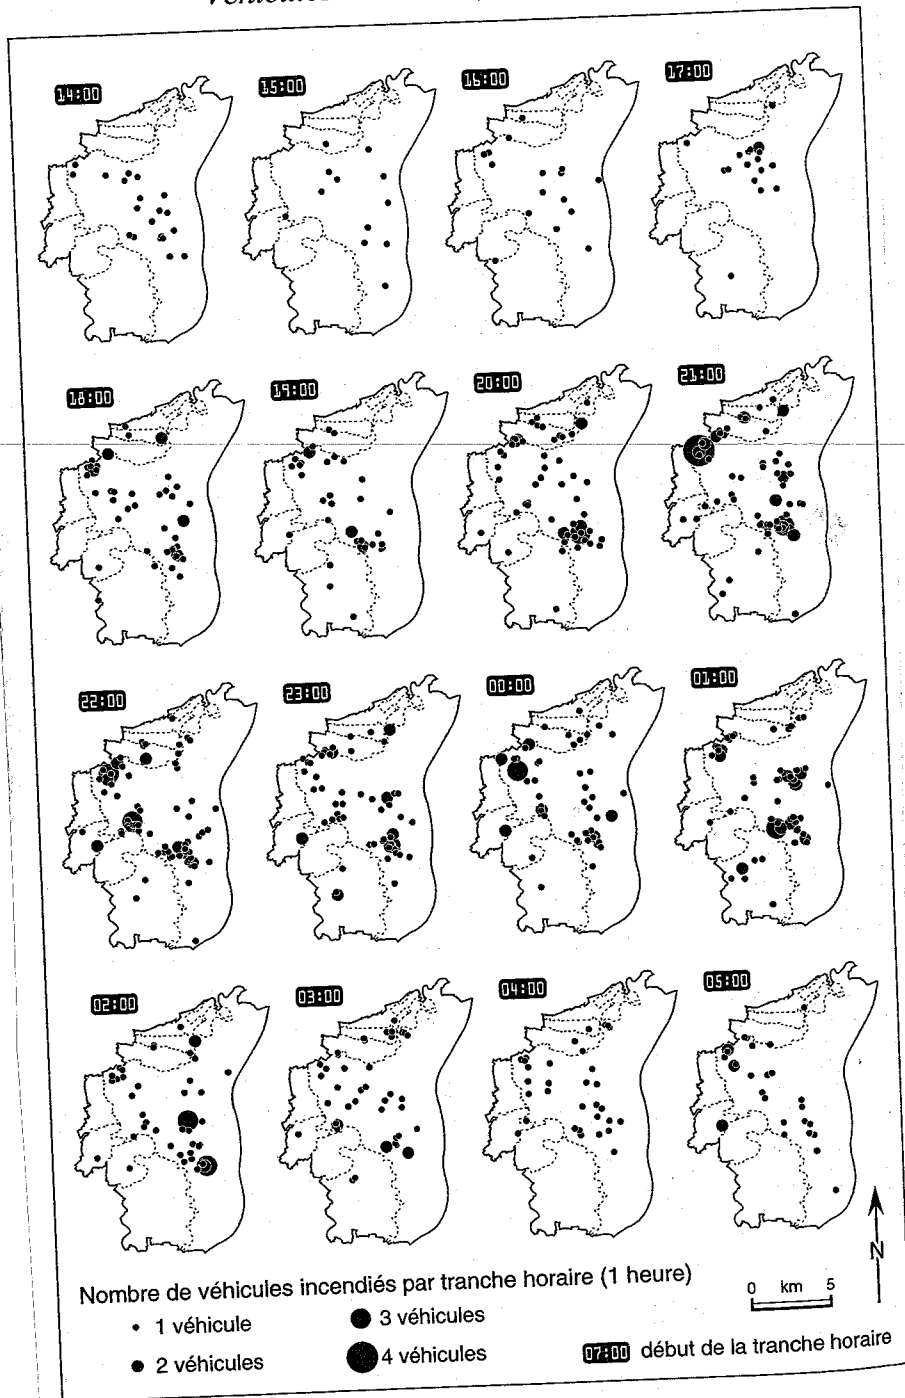 14:00 15:00 16:00 17:00
18:00 19:00 20:00 21:00
22:00 23:00 00:00 01:00
02:00 03:00 04:00 05:00
N
Nombre de véhicules incendiés par tranche horaire (1 heure)
0 km 5
1 véhicule
3 véhicules
2 véhicules
4 véhicules
07:00 début de la tranche horaire